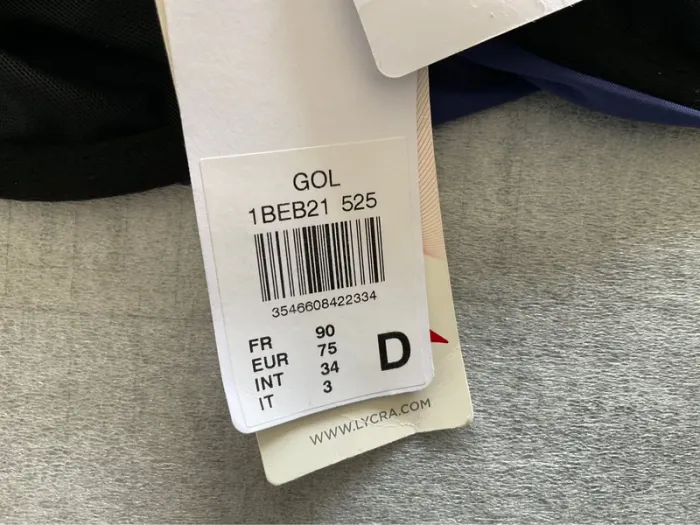 GOL
1BEB21 525
3546608422334
FR 90
EUR 75
INT 34
IT 3
D
WWW.LYCRA.COM